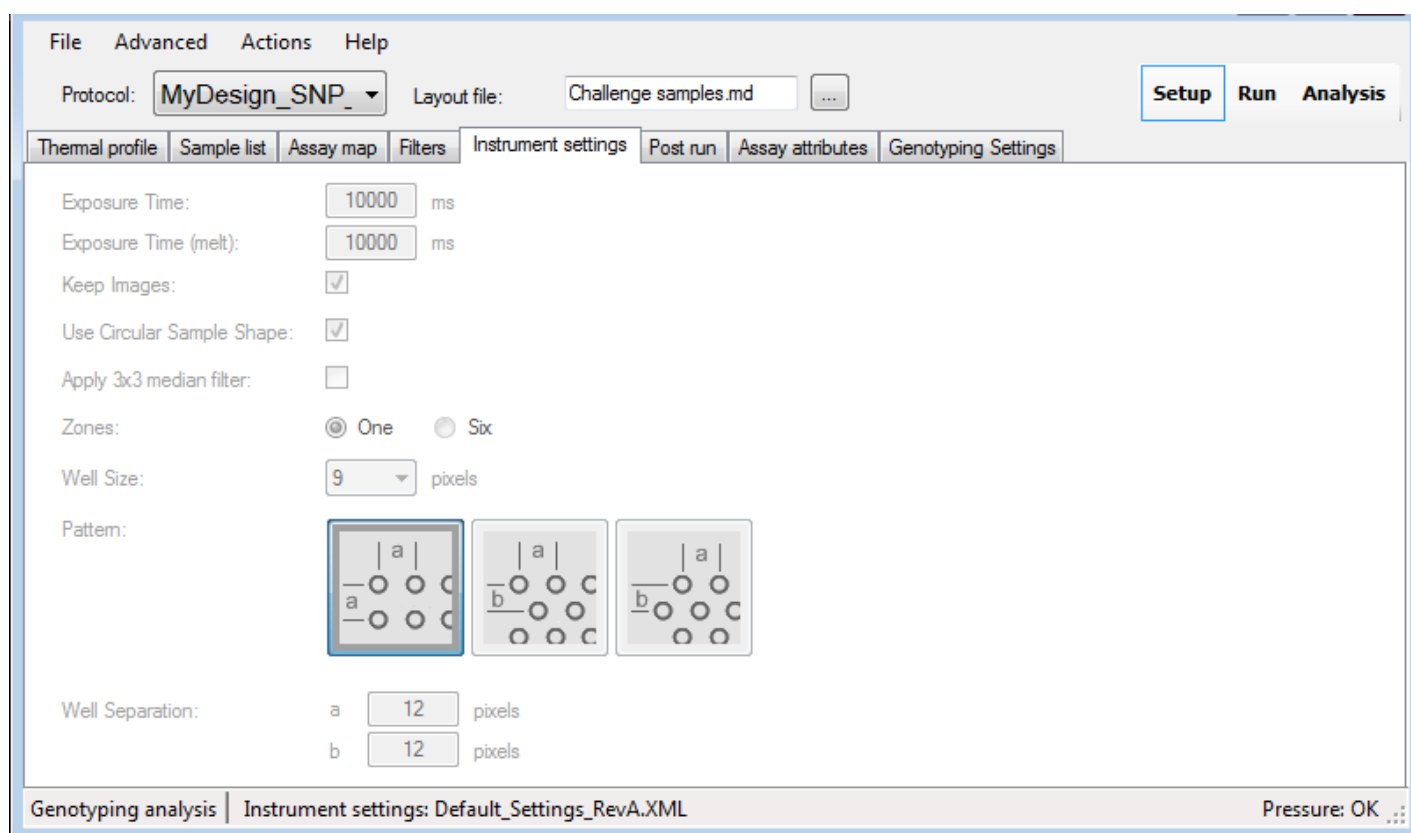 File Advanced Actions Help
Protocol: MyDesign_SNP_ Layout file: Challenge samples.md ... Setup Run Analysis
Thermal profile Sample list Assay map Filters Instrument settings Post run Assay attributes Genotyping Settings
Exposure Time: 10000 ms
Exposure Time (melt): 10000 ms
Keep Images:
Use Circular Sample Shape:
Apply 3x3 median filter:
Zones: One Six
Well Size: 9 pixels
Pattern:
a a a
a b b
Well Separation: a 12 pixels
b 12 pixels
Genotyping analysis Instrument settings: Default_Settings_RevA.XML Pressure: OK